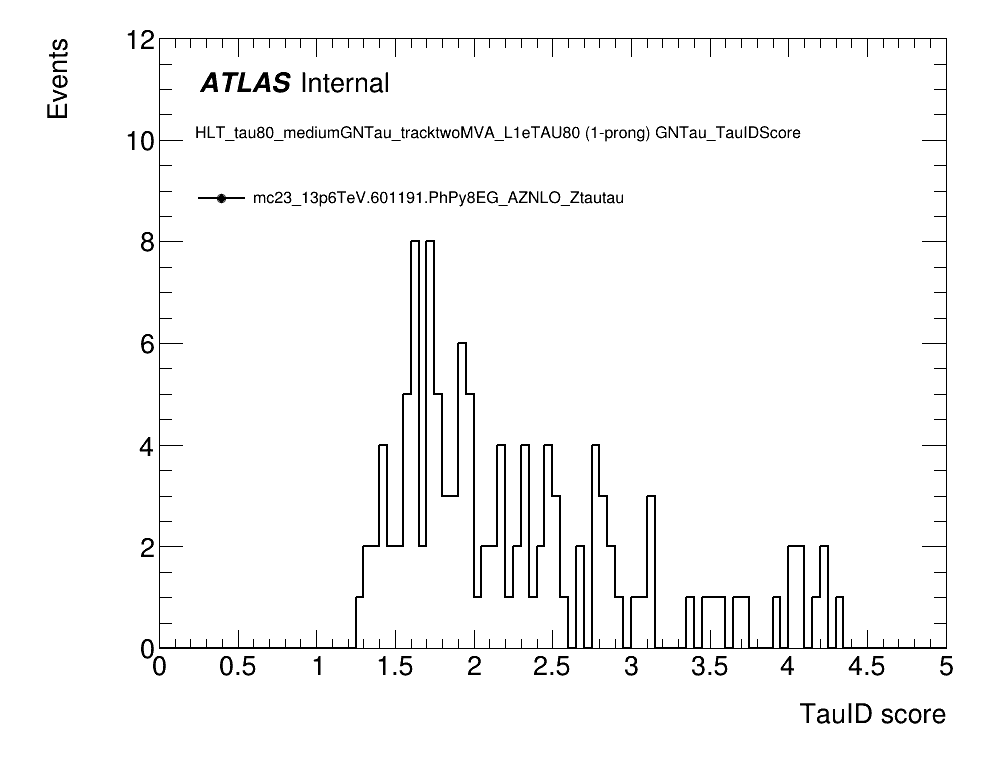 Events
12
10
8
6
4
2
0
ATLAS Internal
HLT_tau80_mediumGNTau_tracktwoMVA_L1eTAU80 (1-prong) GNTau_TauIDScore
mc23_13p6TeV.601191.PhPy8EG_AZNLO_Ztautau
0 0.5 1 1.5 2 2.5 3 3.5 4 4.5 5
TauID score